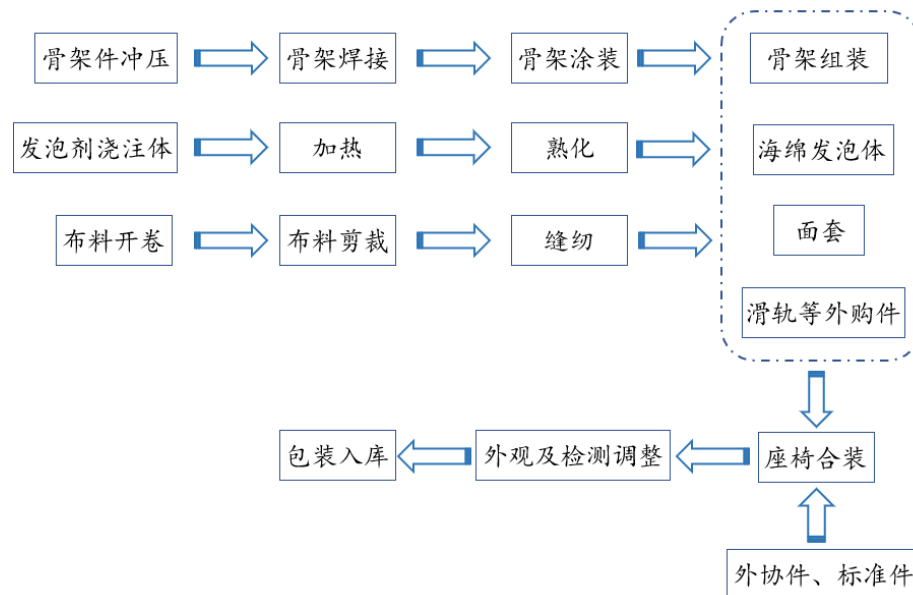 骨架件冲压
骨架焊接
骨架涂装
骨架组装
发泡剂浇注体
加热
熟化
海绵发泡体
布料开卷
布料剪裁
缝纫
面套
滑轨等外购件
包装入库
外观及检测调整
座椅合装
外协件、标准件